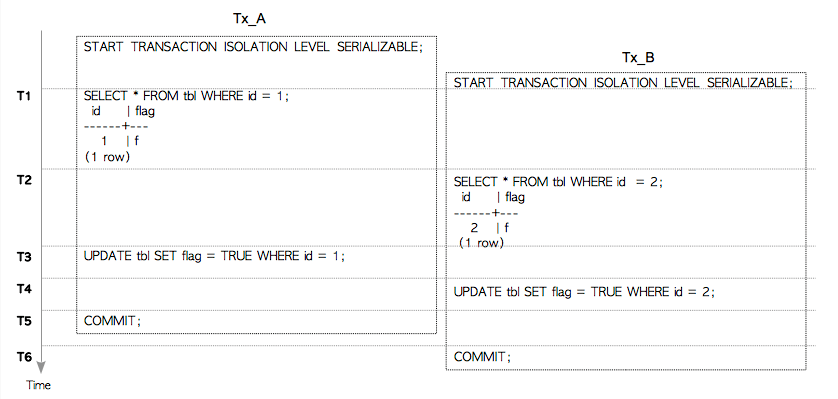 Tx_A
START TRANSACTION ISOLATION LEVEL SERIALIZABLE;
Tx_B
START TRANSACTION ISOLATION LEVEL SERIALIZABLE;
T1
SELECT * FROM tbl WHERE id = 1;
id | flag
------+---
1 | f
(1 row)
T2
SELECT * FROM tbl WHERE id = 2;
id | flag
------+---
2 | f
(1 row)
T3
UPDATE tbl SET flag = TRUE WHERE id = 1;
T4
UPDATE tbl SET flag = TRUE WHERE id = 2;
T5
COMMIT;
T6
COMMIT;
Time